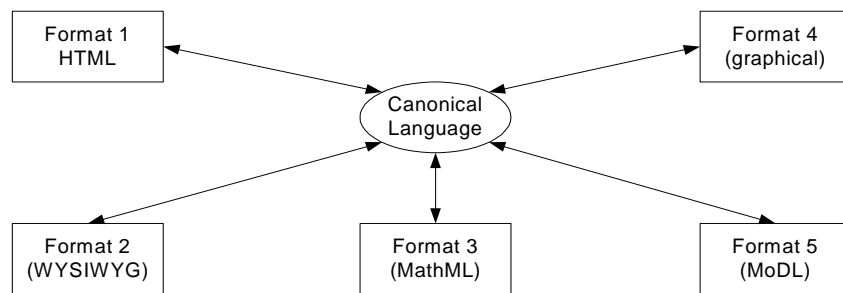 Format 1
HTML
Format 4
(graphical)
Canonical
Language
Format 2
(WYSIWYG)
Format 3
(MathML)
Format 5
(MoDL)